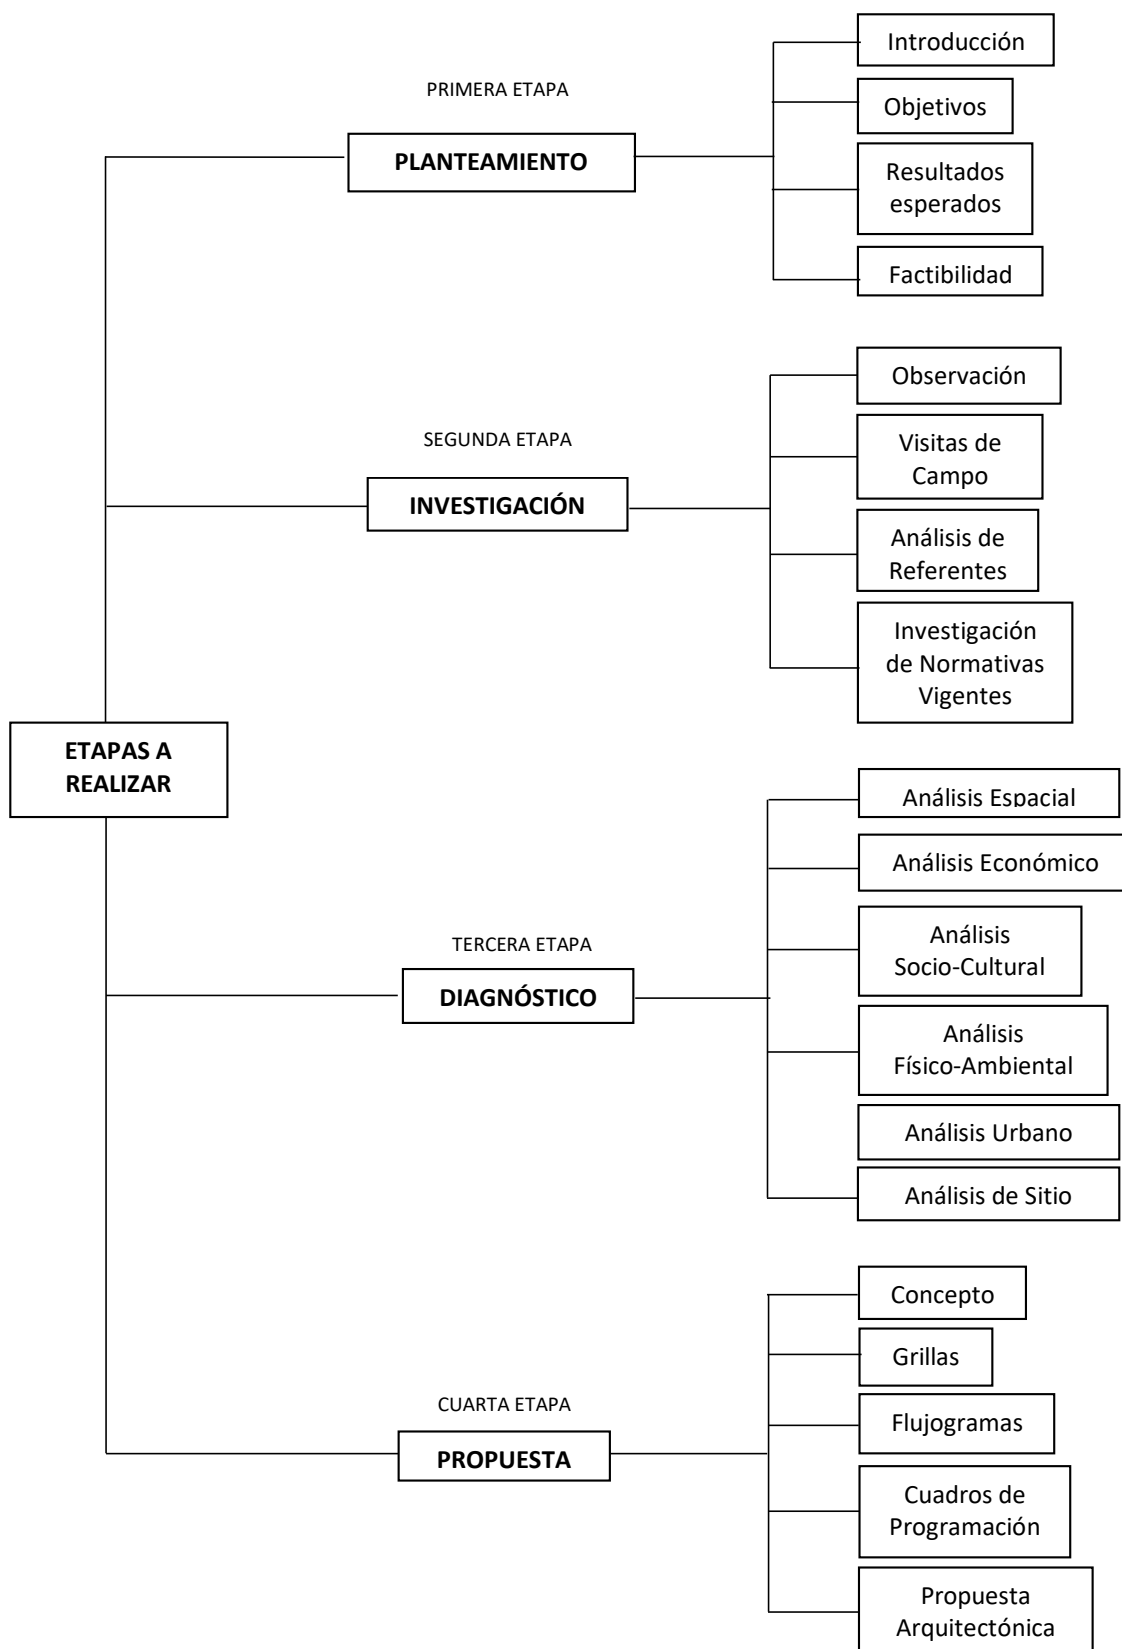 PRIMERA ETAPA
PLANTEAMIENTO
Introducción
Objetivos
Resultados
esperados
Factibilidad
SEGUNDA ETAPA
INVESTIGACIÓN
Observación
Visitas de
Campo
Análisis de
Referentes
Investigación
de Normativas
Vigentes
ETAPAS A
REALIZAR
TERCERA ETAPA
DIAGNÓSTICO
Análisis Espacial
Análisis Económico
Análisis
Socio-Cultural
Análisis
Físico-Ambiental
Análisis Urbano
Análisis de Sitio
CUARTA ETAPA
PROPUESTA
Concepto
Grillas
Flujogramas
Cuadros de
Programación
Propuesta
Arquitectónica